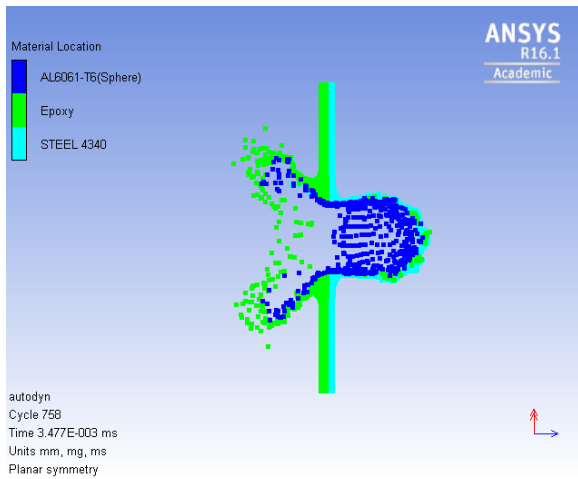 ANSYS
R16.1
Academic
Material Location
AL6061-T6(Sphere)
Epoxy
STEEL 4340
autodyn
Cycle 758
Time 3.477E-003 ms
Units mm, mg, ms
Planar symmetry